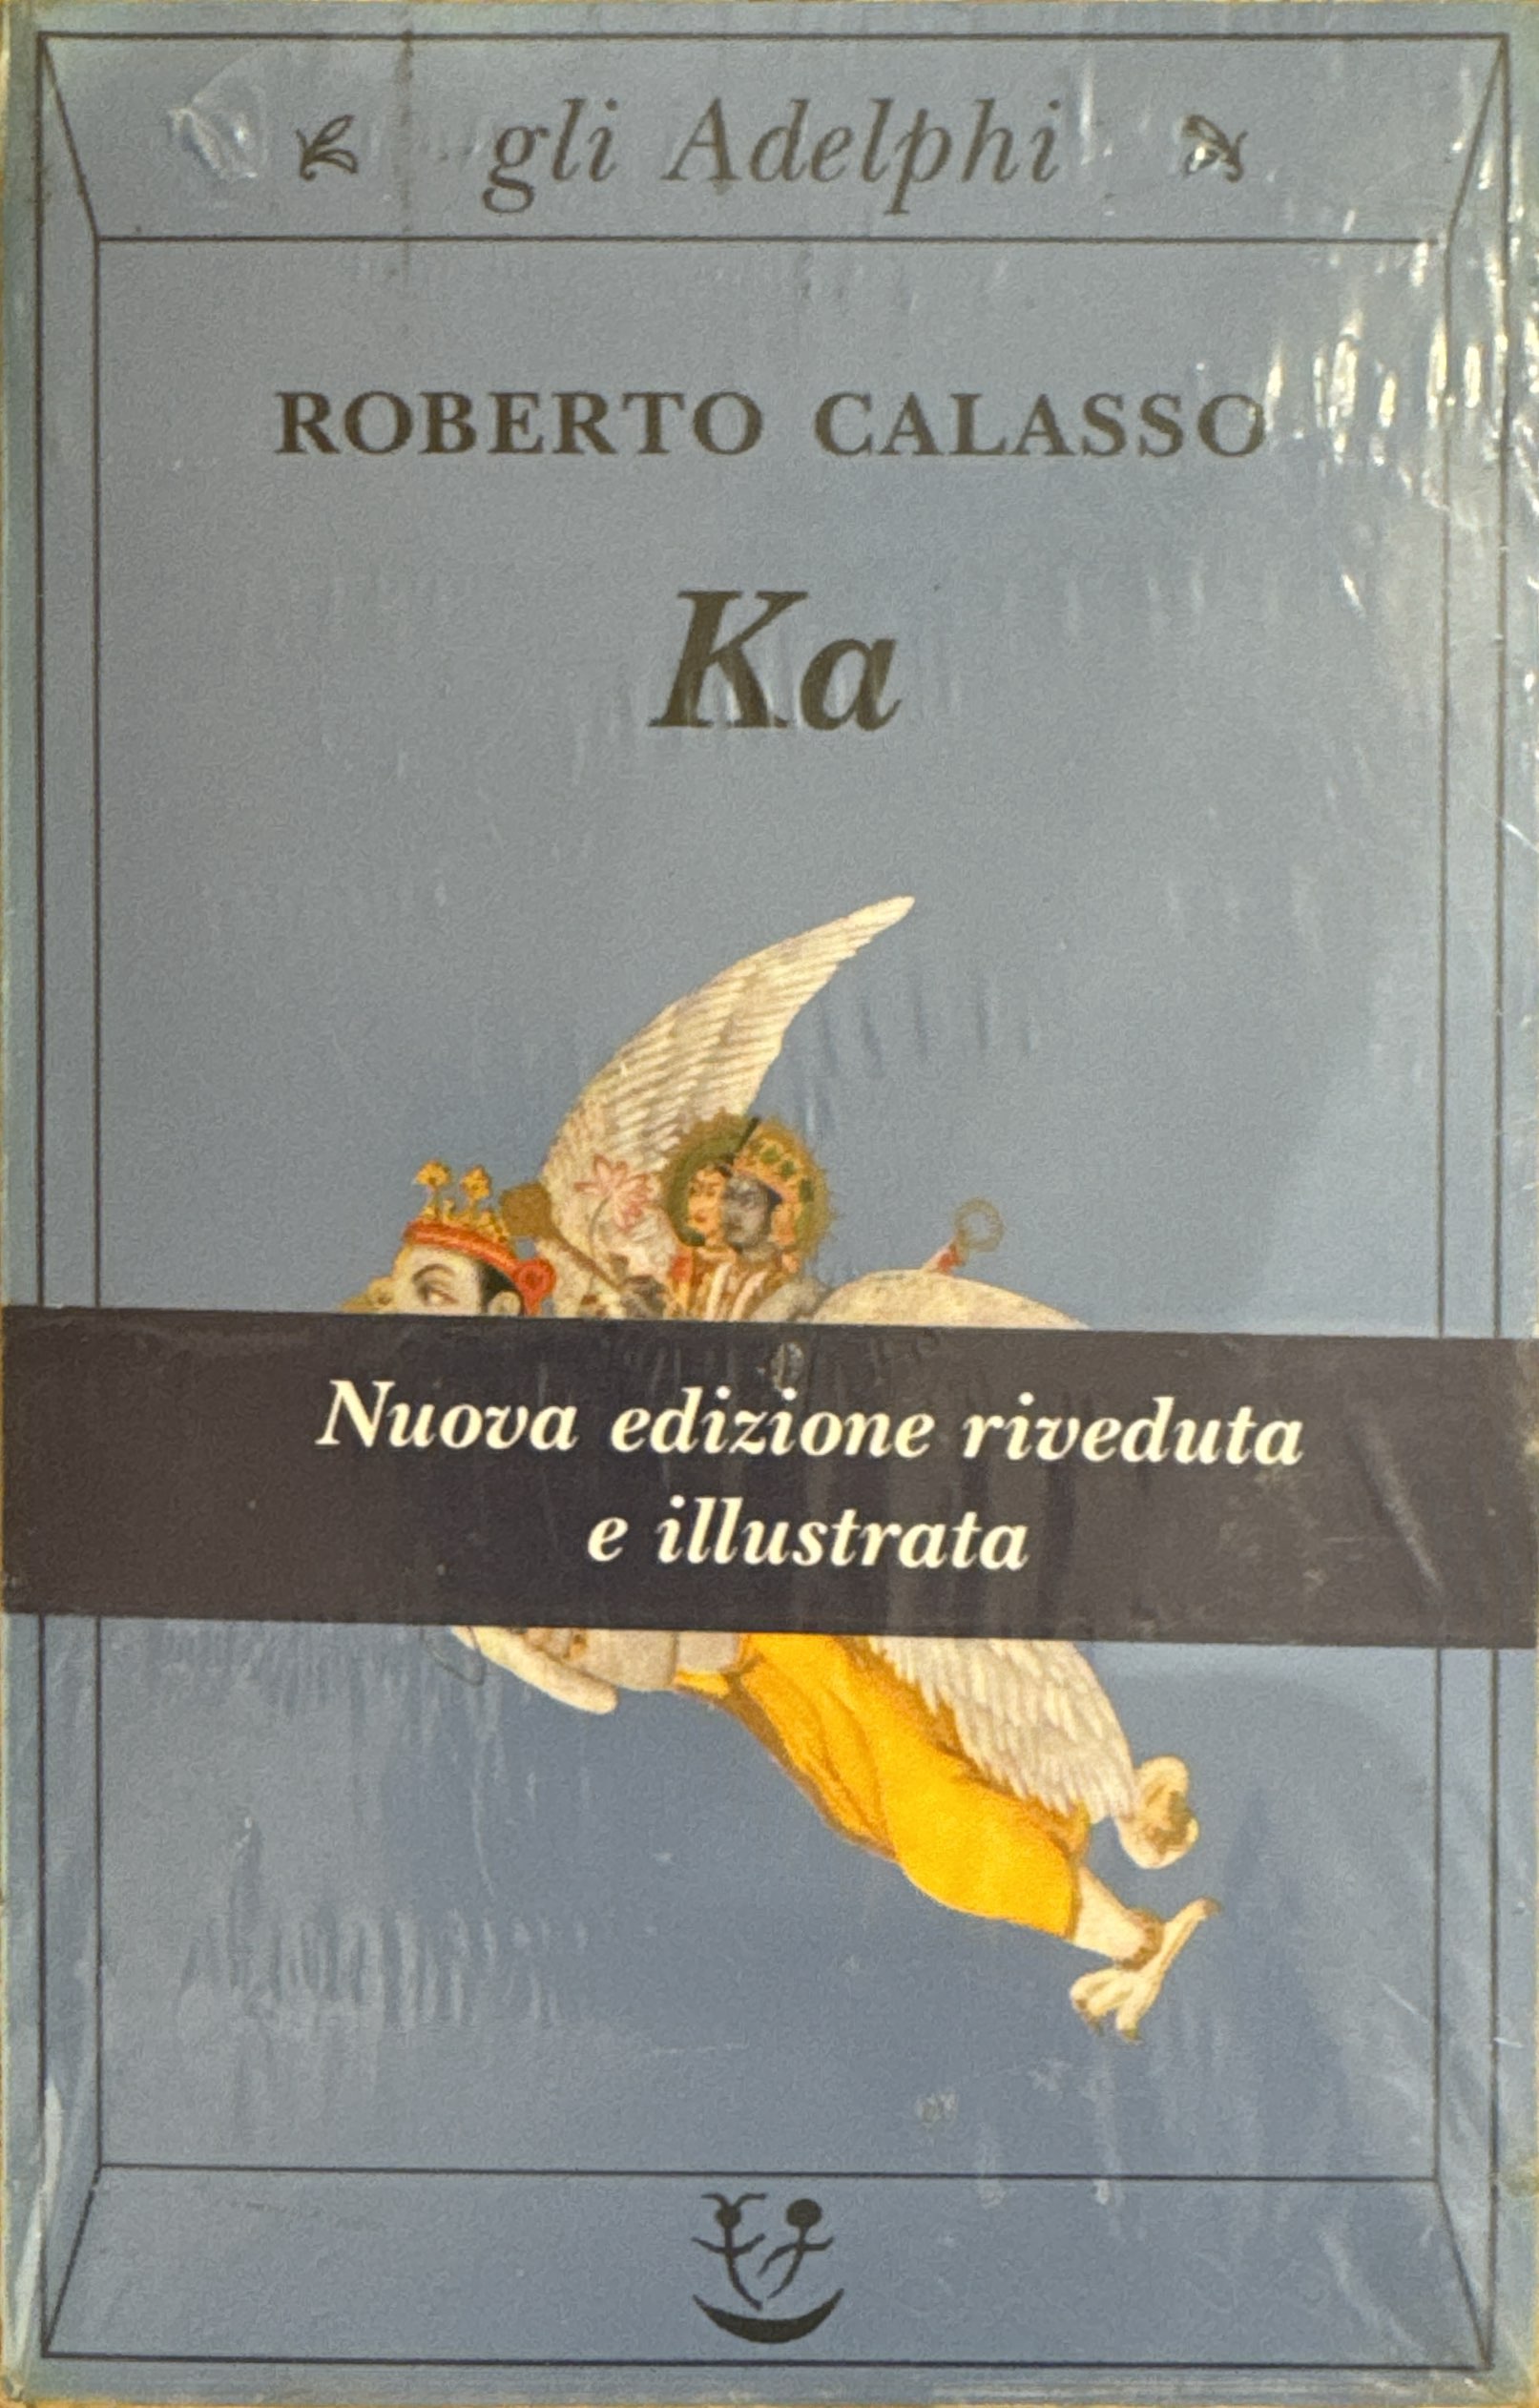 gli Adelphi
ROBERTO CALASSO
Ka
Nuova edizione riveduta
e illustrata